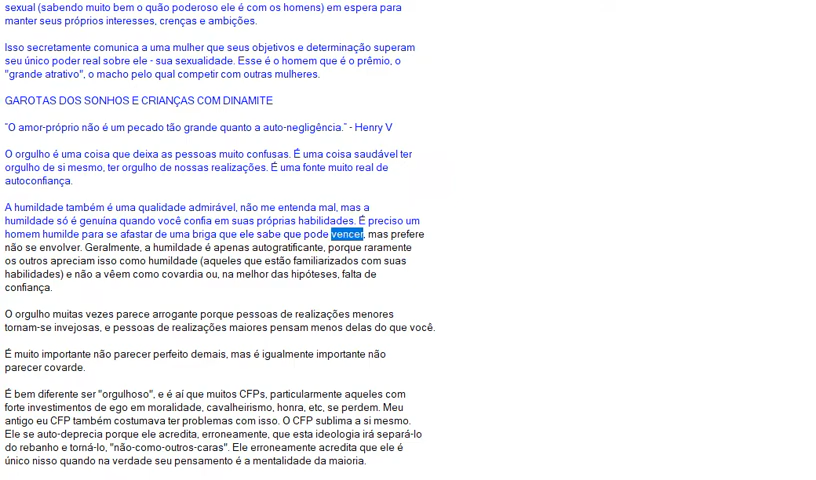 sexual (sabendo muito bem o quão poderoso ele é com os homens) em espera para
manter seus próprios interesses, crenças e ambições.
Isso secretamente comunica a uma mulher que seus objetivos e determinação superam
seu único poder real sobre ele - sua sexualidade. Esse é o homem que é o prêmio, o
"grande atrativo", o macho pelo qual competir com outras mulheres.
GAROTAS DOS SONHOS E CRIANÇAS COM DINAMITE
"O amor-próprio não é um pecado tão grande quanto a auto-negligência." - Henry V
O orgulho é uma coisa que deixa as pessoas muito confusas. É uma coisa saudável ter
orgulho de si mesmo, ter orgulho de nossas realizações. É uma fonte muito real de
autoconfiança.
A humildade também é uma qualidade admirável, não me entenda mal, mas a
humildade só é genuína quando você confia em suas próprias habilidades. É preciso um
homem humilde para se afastar de uma briga que ele sabe que pode vencer, mas prefere
não se envolver. Geralmente, a humildade é apenas autogratificante, porque raramente
os outros apreciam isso como humildade (aqueles que estão familiarizados com suas
habilidades) e não a vêem como covardia ou, na melhor das hipóteses, falta de
confiança.
O orgulho muitas vezes parece arrogante porque pessoas de realizações menores
tornam-se invejosas, e pessoas de realizações maiores pensam menos delas do que você.
É muito importante não parecer perfeito demais, mas é igualmente importante não
parecer covarde.
É bem diferente ser "orgulhoso", e é aí que muitos CFPs, particularmente aqueles com
forte investimentos de ego em moralidade, cavalheirismo, honra, etc, se perdem. Meu
antigo eu CFP também costumava ter problemas com isso. O CFP sublima a si mesmo.
Ele se auto-deprecia porque ele acredita, erroneamente, que esta ideologia irá separá-lo
do rebanho e torná-lo, "não-como-outros-caras". Ele erroneamente acredita que ele é
único nisso quando na verdade seu pensamento é a mentalidade da maioria.